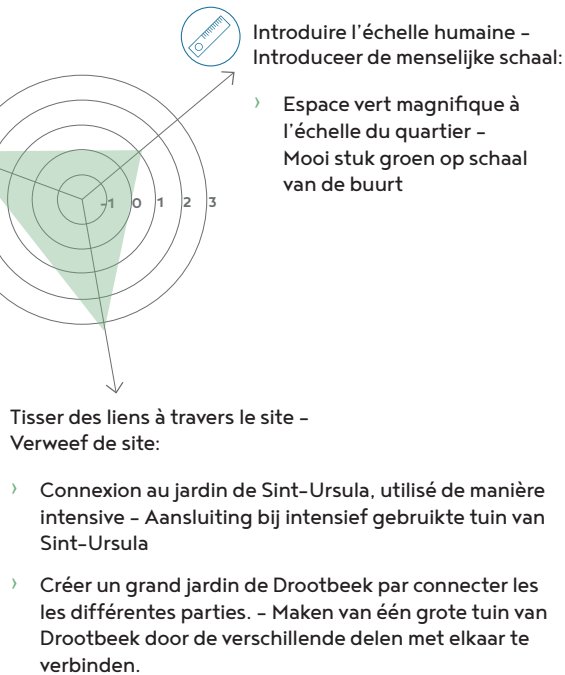 Introduire l’échelle humaine –
Introduceer de menselijke schaal:
› Espace vert magnifique à
l’échelle du quartier –
Mooi stuk groen op schaal
van de buurt
-1 0 1 2 3
Tisser des liens à travers le site –
Verweef de site:
› Connexion au jardin de Sint-Ursula, utilisé de manière
intensive – Aansluiting bij intensief gebruikte tuin van
Sint-Ursula
› Créer un grand jardin de Drootbeek par connecter les
les différentes parties. – Maken van één grote tuin van
Drootbeek door de verschillende delen met elkaar te
verbinden.